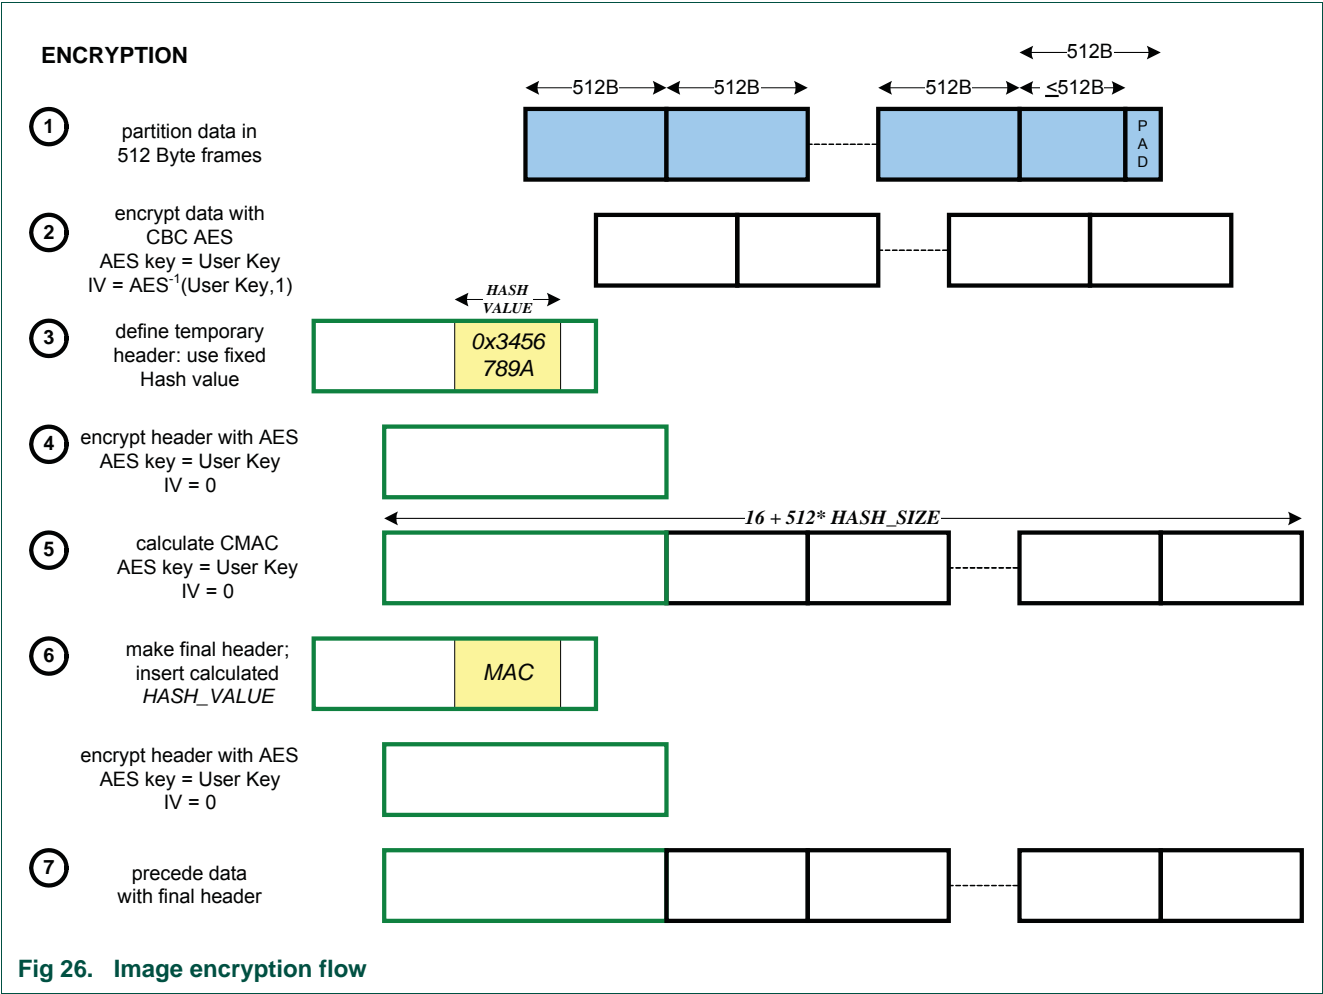 ENCRYPTION
512B
512B
512B
512B
≤512B
1
partition data in
512 Byte frames
P
A
D
2
encrypt data with
CBC AES
AES key = User Key
IV = AES-1(User Key,1)
HASH
VALUE
3
define temporary
header: use fixed
Hash value
0x3456
789A
4
encrypt header with AES
AES key = User Key
IV = 0
16 + 512* HASH_SIZE
5
calculate CMAC
AES key = User Key
IV = 0
6
make final header;
insert calculated
HASH_VALUE
MAC
encrypt header with AES
AES key = User Key
IV = 0
7
precede data
with final header
Fig 26. Image encryption flow